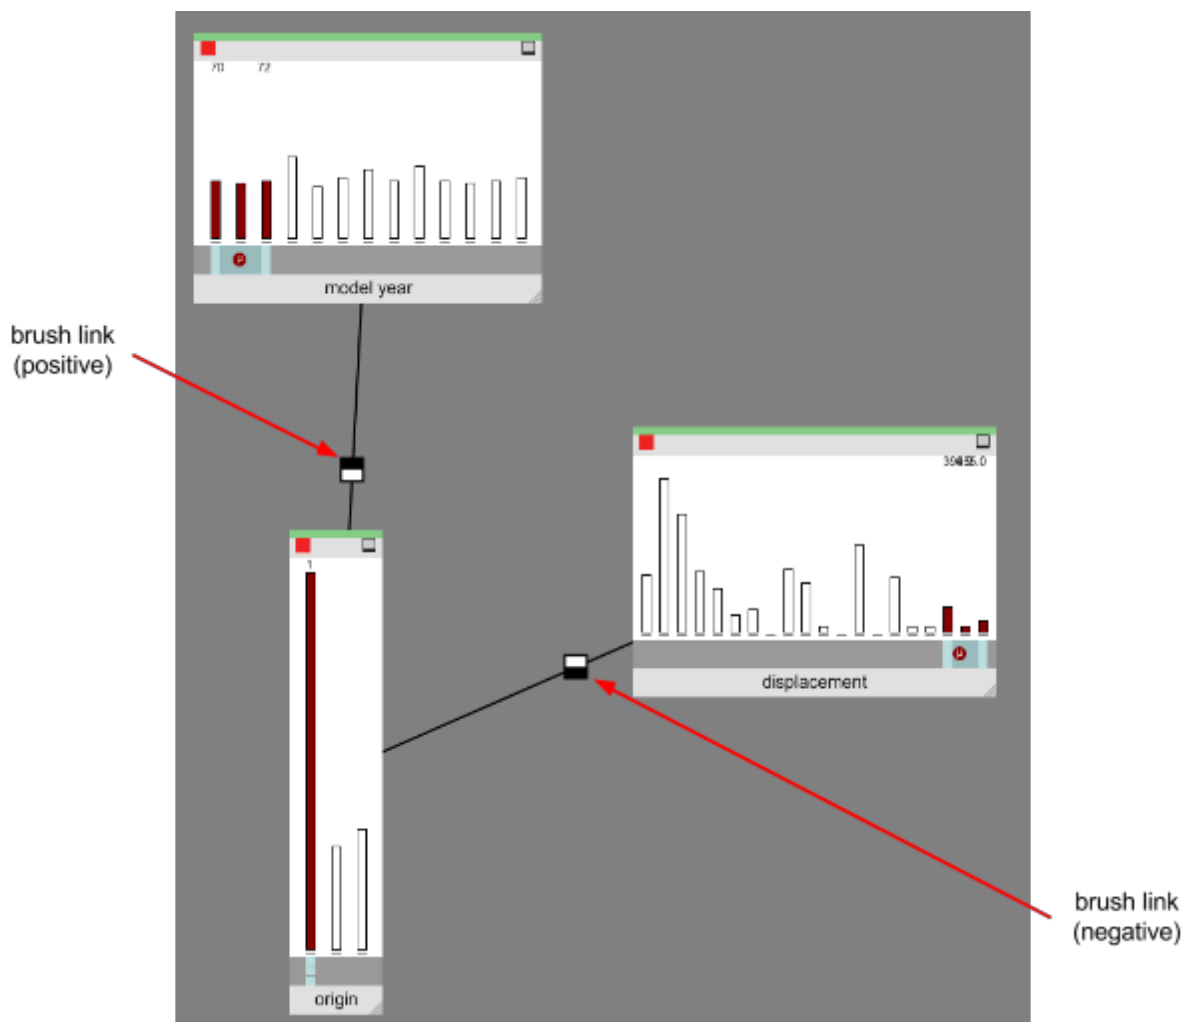 70 72
model year
brush link
(positive)
displacement
1
origin
brush link
(negative)